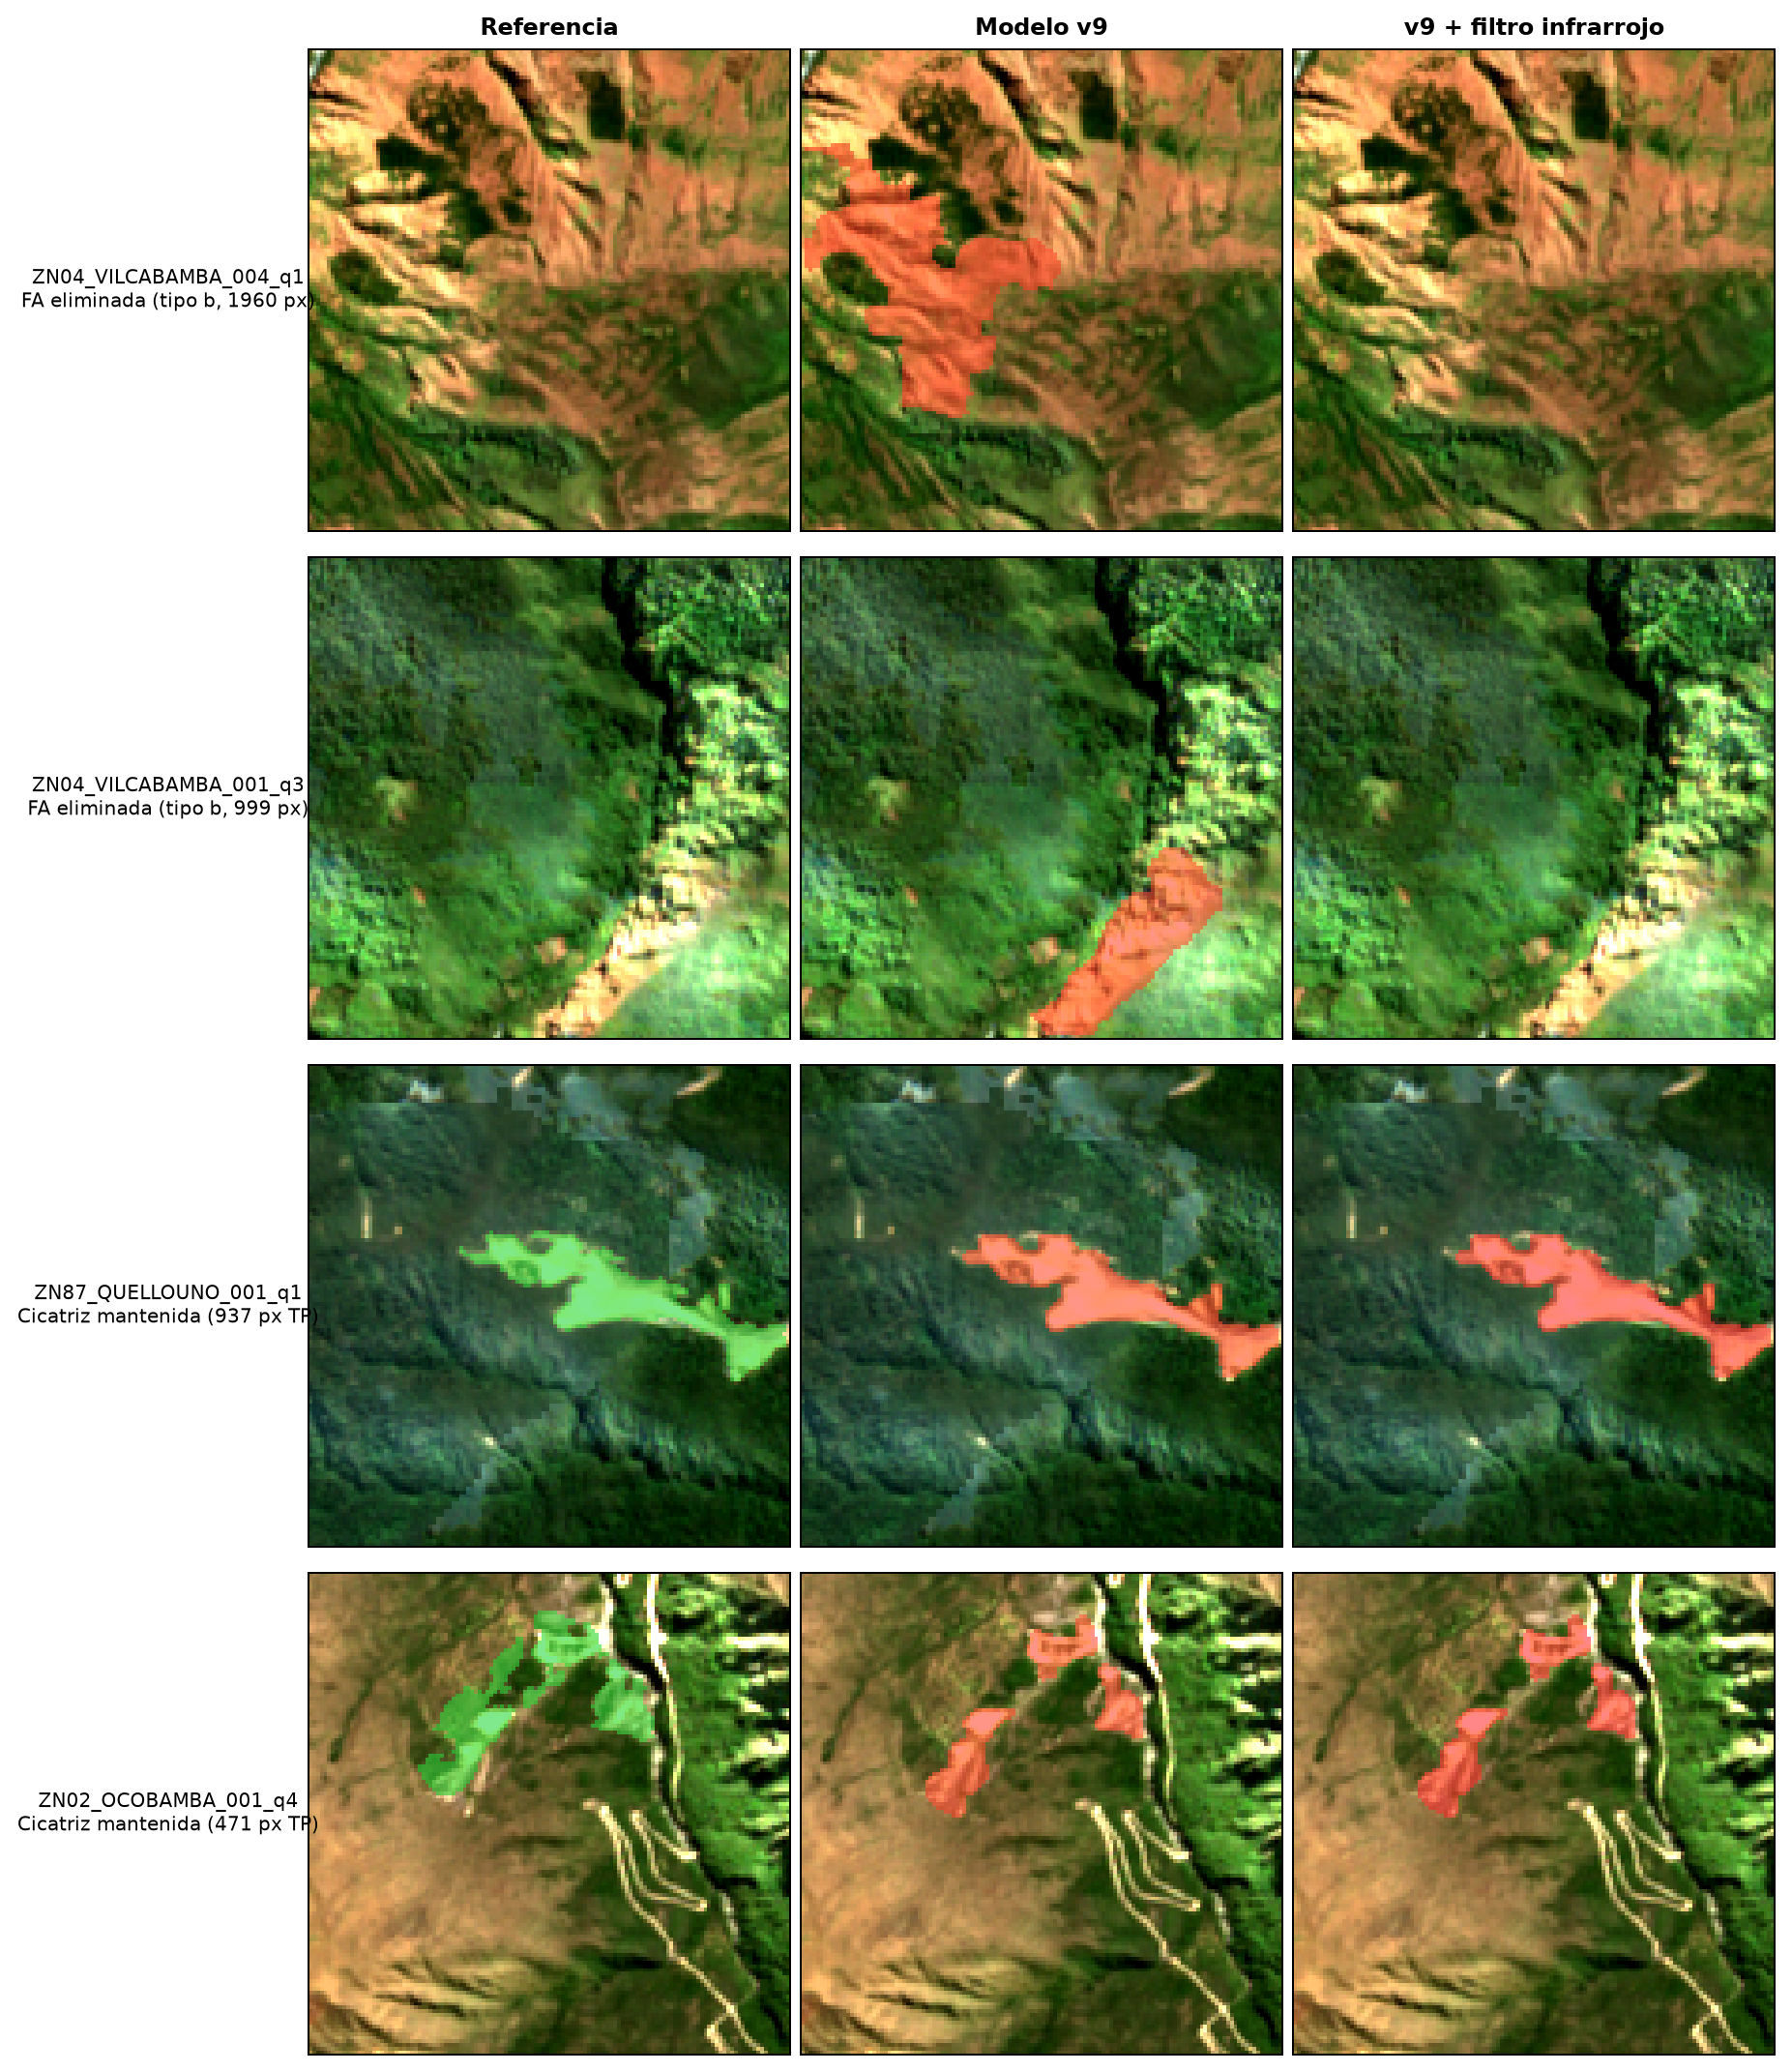 Referencia
Modelo v9
v9 + filtro infrarrojo
ZN04_VILCABAMBA_004_q1
FA eliminada (tipo b, 1960 px)
ZN04_VILCABAMBA_001_q3
FA eliminada (tipo b, 999 px)
ZN87_QUELLOUNO_001_q1
Cicatriz mantenida (937 px TP)
ZN02_OCOBAMBA_001_q4
Cicatriz mantenida (471 px TP)